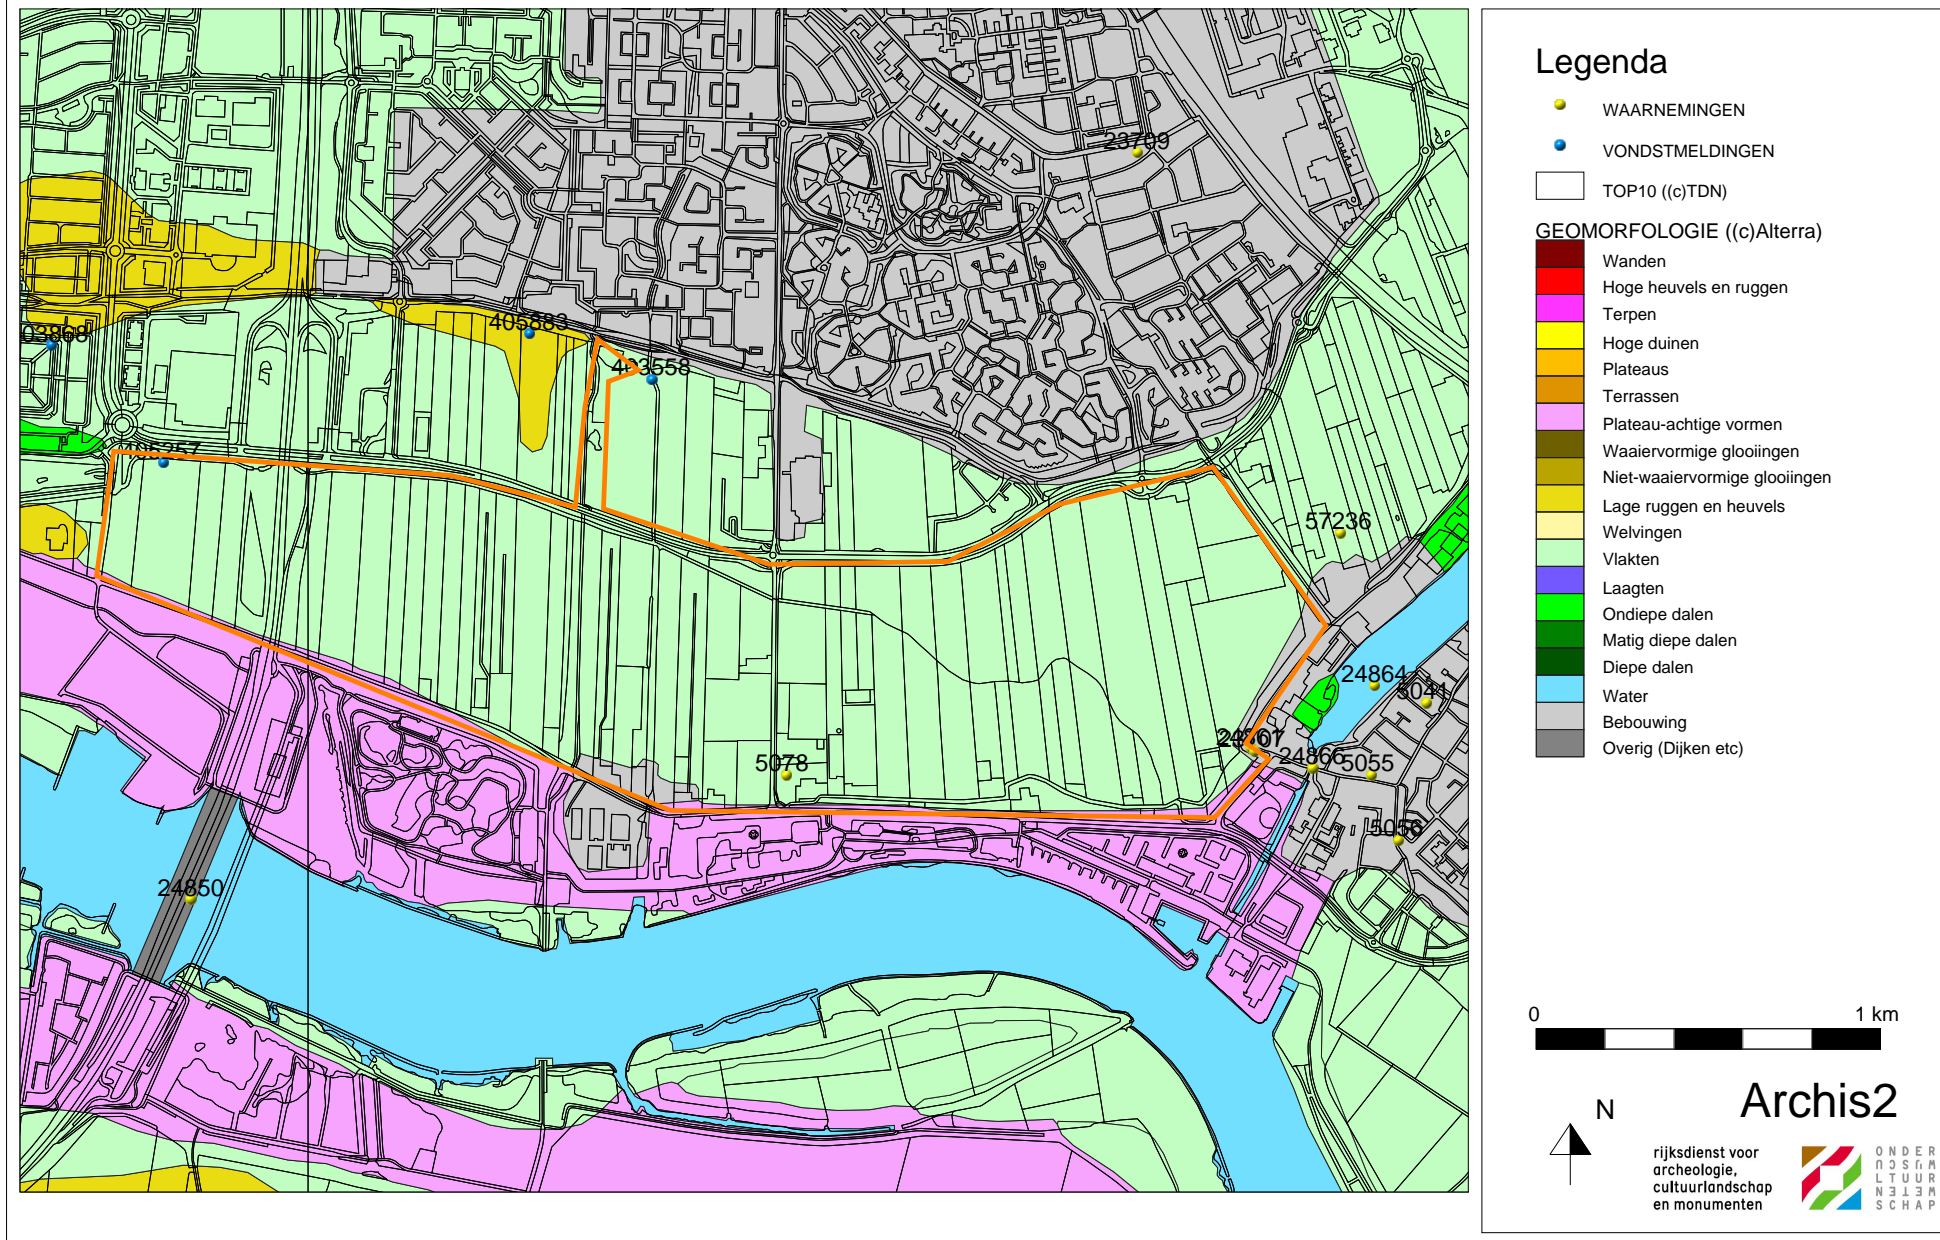 23709
405883
403558
57236
5078
24864
5041
24866
5055
5056
24850
Legenda
WAARNEMINGEN
VONDSTMELDINGEN
TOP10 ((c)TDN)
GEOMORFOLOGIE ((c)Alterra)
Wanden
Hoge heuvels en ruggen
Terpen
Hoge duinen
Plateaus
Terrassen
Plateau-achtige vormen
Waaiervormige glooiingen
Niet-waaiervormige glooiingen
Lage ruggen en heuvels
Welvingen
Vlakten
Laagten
Ondiepe dalen
Matig diepe dalen
Diepe dalen
Water
Bebouwing
Overig (Dijken etc)
0 1 km
N
Archis2
rijksdienst voor
archeologie,
cultuurlandschap
en monumenten